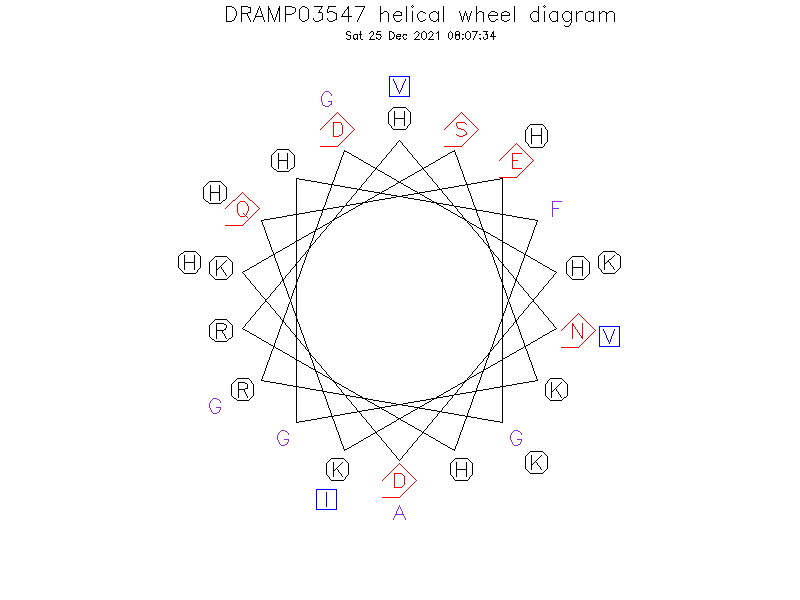 DRAMP03547 helical wheel diagram
Sat 25 Dec 2021 08:07:34
V
G
H
D
S
H
H
E
H
Q
F
H
K
H
K
R
N
V
G
R
K
G
G
K
H
K
D
I
A